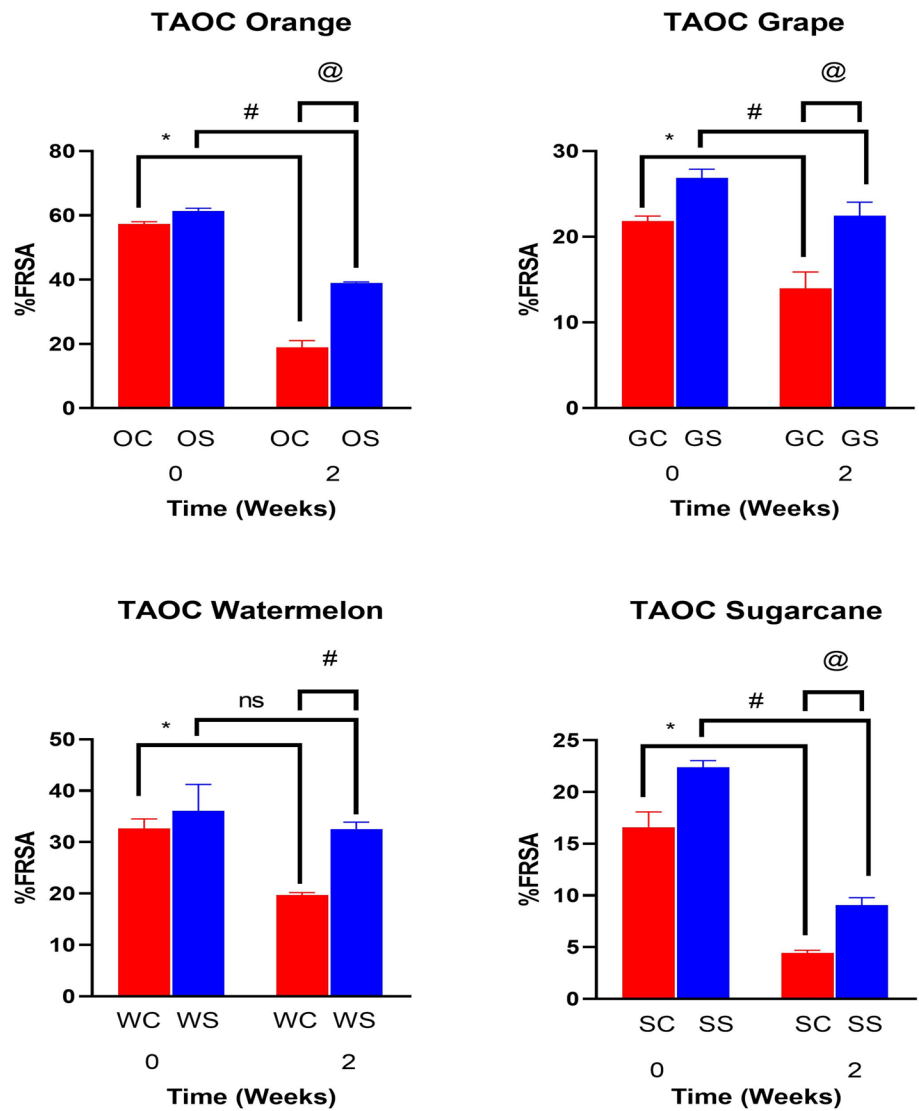 TAOC Orange
@
#
*
80
60
40
20
0
%FRSA
OC OS OC OS
0 2
Time (Weeks)
TAOC Grape
@
#
*
30
20
10
0
%FRSA
GC GS GC GS
0 2
Time (Weeks)
TAOC Watermelon
#
ns
*
50
40
30
20
10
0
%FRSA
WC WS WC WS
0 2
Time (Weeks)
TAOC Sugarcane
@
#
*
25
20
15
10
5
0
%FRSA
SC SS SC SS
0 2
Time (Weeks)